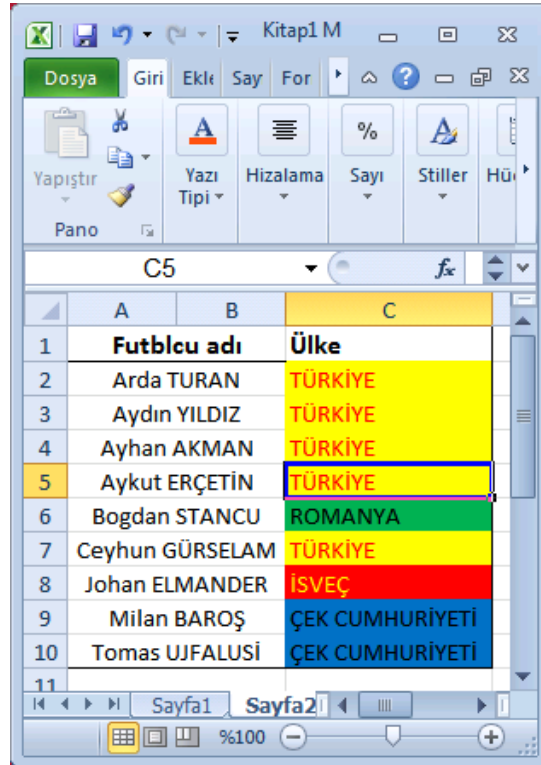 Kitap1 M
Dosya Giri Ekle Say For
Yapıştır
Yazı Tipi
Hizalama
%
Sayı
Stiller
Hü
Pano
C5 fx
A B C
1 Futblcu adı Ülke
2 Arda TURAN TÜRKİYE
3 Aydın YILDIZ TÜRKİYE
4 Ayhan AKMAN TÜRKİYE
5 Aykut ERÇETİN TÜRKİYE
6 Bogdan STANCU ROMANYA
7 Ceyhun GÜRSELAM TÜRKİYE
8 Johan ELMANDER İSVEÇ
9 Milan BAROŞ ÇEK CUMHURİYETİ
10 Tomas UJFALUSİ ÇEK CUMHURİYETİ
11
Sayfa1 Sayfa2
%100